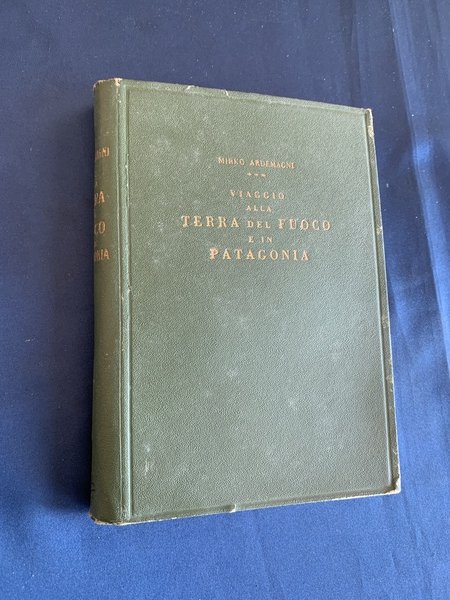 MIRKO ARDEMAGNI
VIAGGIO
ALLA
TERRA DEL FUOCO
E IN
PATAGONIA